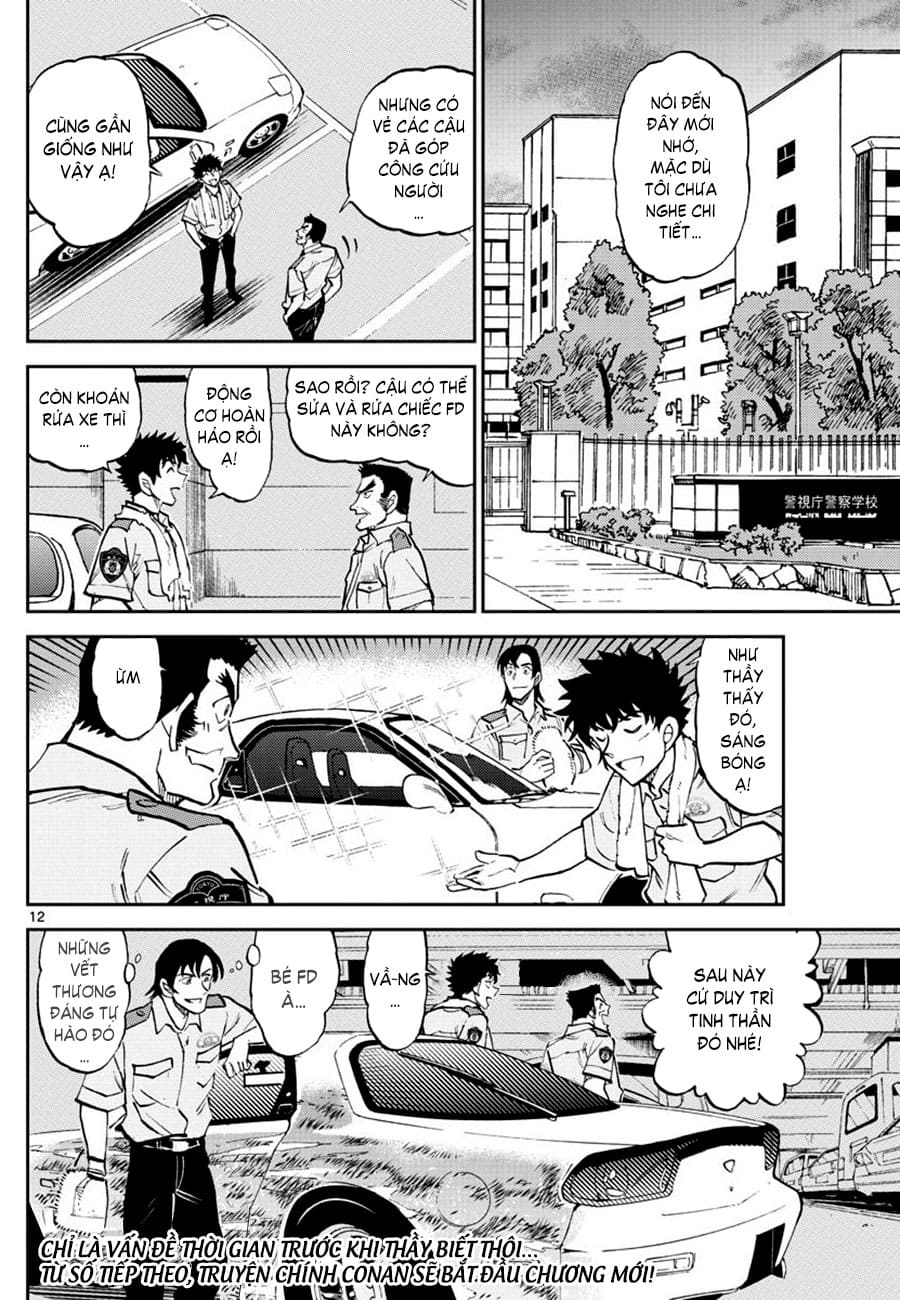 NÓI ĐẾN
ĐÂY MỚI
NHỚ,
MẶC DÙ
TÔI CHƯA
NGHE CHI
TIẾT...
警視庁警察学校
NHƯNG CÓ
VẺ CÁC CẬU
ĐÃ GÓP
CÔNG CỨU
NGƯỜI
...
CŨNG GẦN
GIỐNG NHƯ
VẬY Ạ!
SAO RỒI? CẬU CÓ THỂ
SỬA VÀ RỬA CHIẾC FD
NÀY KHÔNG?
ĐỘNG
CƠ HOÀN
HẢO RỒI
Ạ!
CÒN KHOẢN
RỬA XE THÌ
...
NHƯ
THẦY
THẤY
ĐÓ,
SÁNG
BÓNG
Ạ!
ỪM
TOKYO
12
SAU NÀY
CỨ DUY TRÌ
TINH THẦN
ĐÓ NHÉ!
VẦ-NG
...
BÉ FD
À...
NHỮNG
VẾT
THƯƠNG
ĐÁNG TỰ
HÀO ĐÓ
...
CHỈ LÀ VẤN ĐỀ THỜI GIAN TRƯỚC KHI THẦY BIẾT THÔI...
TỪ SỐ TIẾP THEO, TRUYỆN CHÍNH CONAN SẼ BẮT ĐẦU CHƯƠNG MỚI!